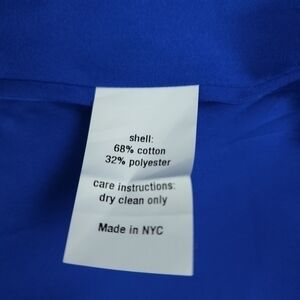 shell:
68% cotton
32% polyester
care instructions:
dry clean only
Made in NYC